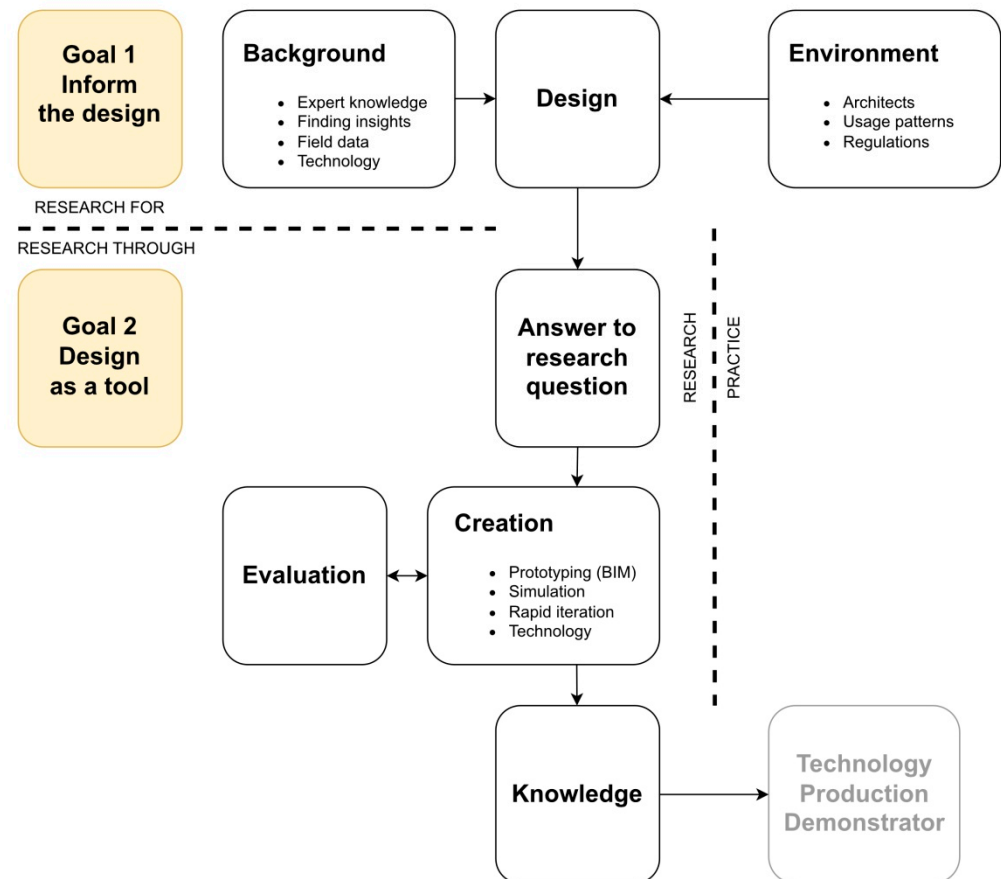 Goal 1
Inform
the design
Background
• Expert knowledge
• Finding insights
• Field data
• Technology
Design
Environment
• Architects
• Usage patterns
• Regulations
RESEARCH FOR
RESEARCH THROUGH
Goal 2
Design
as a tool
Answer to
research
question
RESEARCH
PRACTICE
Evaluation
Creation
• Prototyping (BIM)
• Simulation
• Rapid iteration
• Technology
Knowledge
Technology
Production
Demonstrator